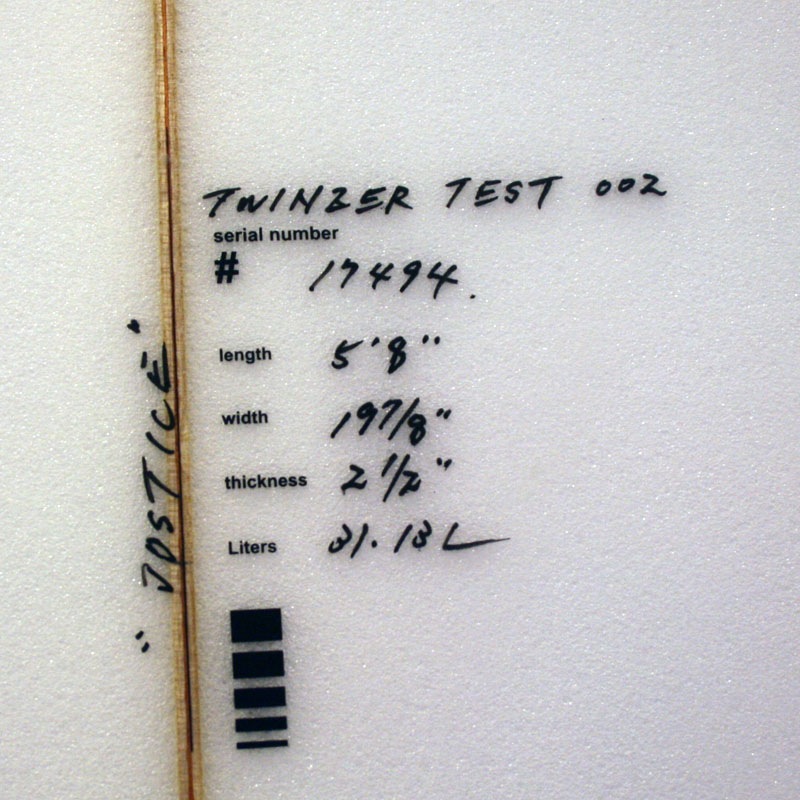 TWINZER TEST 002
serial number
# 17494.
length 5'8"
width 19 7/8"
thickness 2 1/2"
Liters 31.13 L
"JUSTICE"